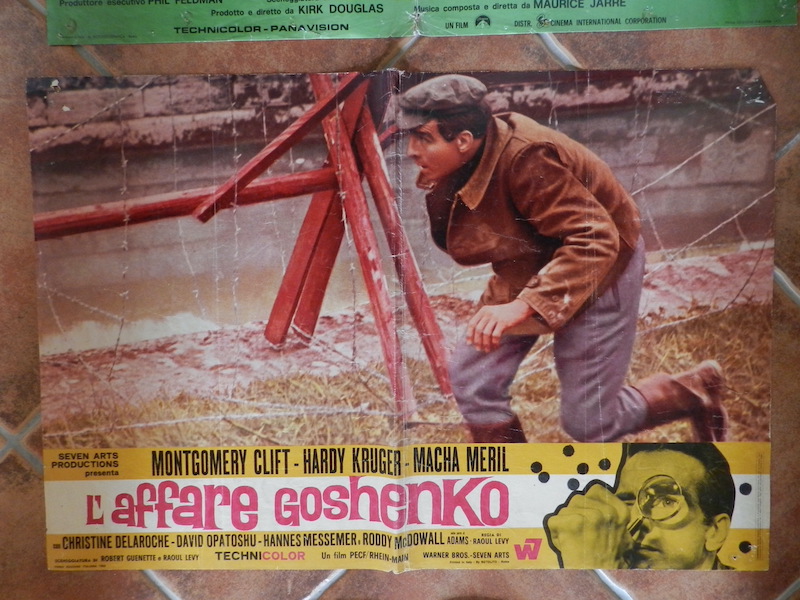 Produttore esecutivo PHIL FELDMAN
Prodotto e diretto da KIRK DOUGLAS
TECHNICOLOR - PANAVISION
Musica composta e diretta da MAURICE JARRE
UN FILM
DISTR. CINEMA INTERNATIONAL CORPORATION
SEVEN ARTS
PRODUCTIONS
presenta
MONTGOMERY CLIFT - HARDY KRUGER - MACHA MERIL
L'affare GOSHENKO
con CHRISTINE DELAROCHE - DAVID OPATOSHU - HANNES MESSEMER e RODDY McDOWALL
ADAMS
REGIA DI
RAOUL LEVY
SCENEGGIATURA DI ROBERT GUENETTE e RAOUL LEVY
TECHNICOLOR
Un film PECF/RHEIN-MAIN
WARNER BROS.-SEVEN ARTS
W7